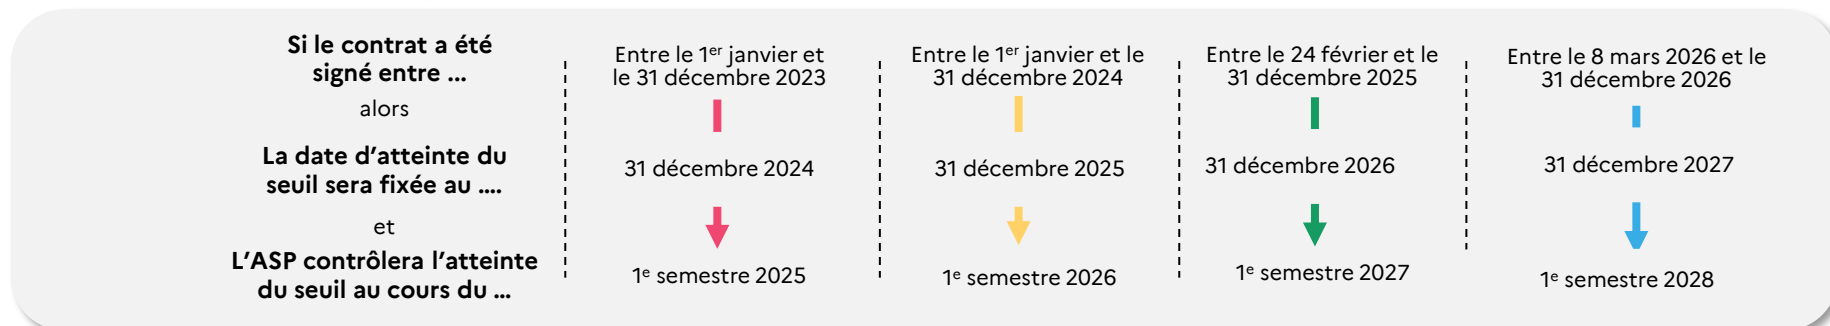 Si le contrat a été
signé entre ...
alors
La date d’atteinte du
seuil sera fixée au ….
et
L’ASP contrôlera l’atteinte
du seuil au cours du …
Entre le 1er janvier et
le 31 décembre 2023
31 décembre 2024
1e semestre 2025
Entre le 1er janvier et le
31 décembre 2024
31 décembre 2025
1e semestre 2026
Entre le 24 février et le
31 décembre 2025
31 décembre 2026
1e semestre 2027
Entre le 8 mars 2026 et le
31 décembre 2026
31 décembre 2027
1e semestre 2028